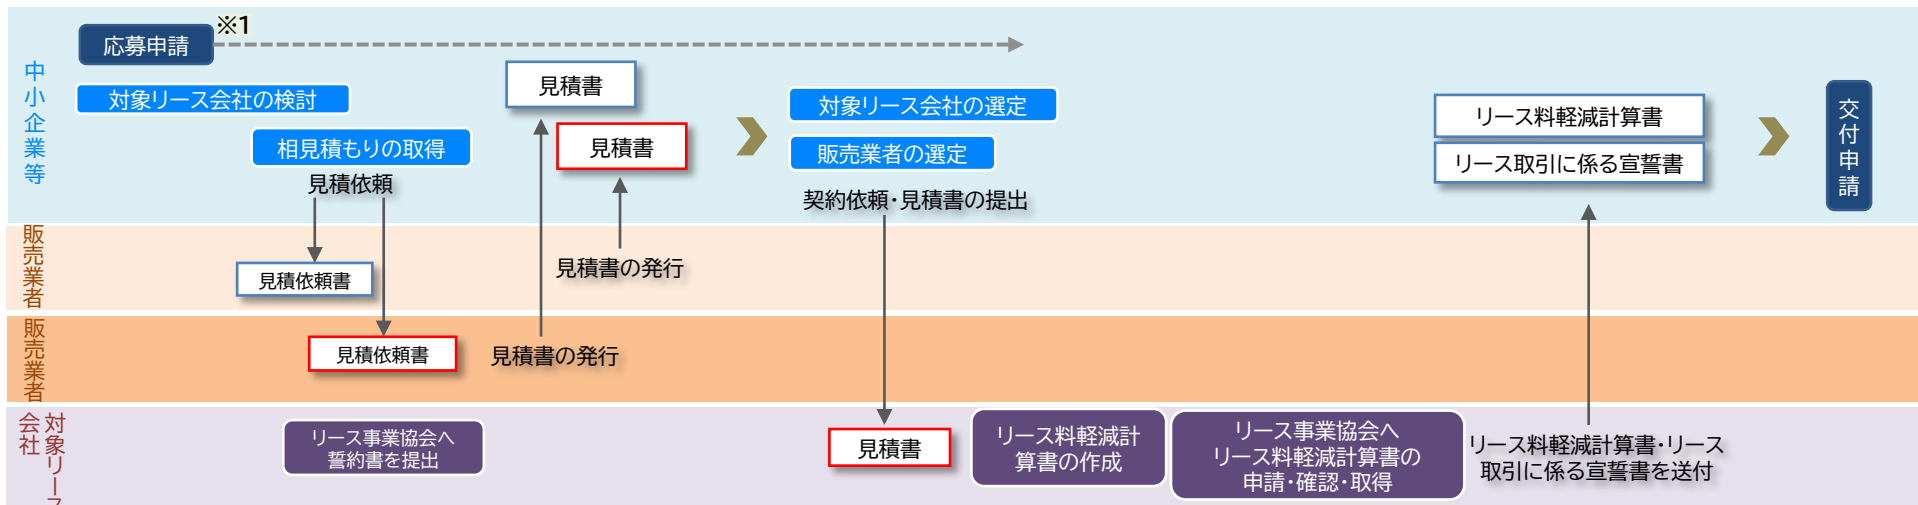 中小企業等
応募申請
※1
対象リース会社の検討
相見積もりの取得
見積依頼
見積書
見積書
対象リース会社の選定
販売業者の選定
契約依頼・見積書の提出
リース料軽減計算書
リース取引に係る宣誓書
交付申請
販売業者
見積依頼書
見積書の発行
販売業者
見積依頼書
見積書の発行
対象リース
会社
リース事業協会へ
誓約書を提出
見積書
リース料軽減計
算書の作成
リース事業協会へ
リース料軽減計算書の
申請・確認・取得
リース料軽減計算書・リース
取引に係る宣誓書を送付